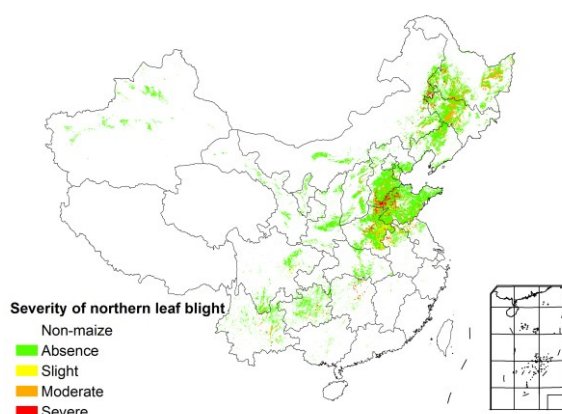 Severity of northern leaf blight
Non-maize
Absence
Slight
Moderate
Severe